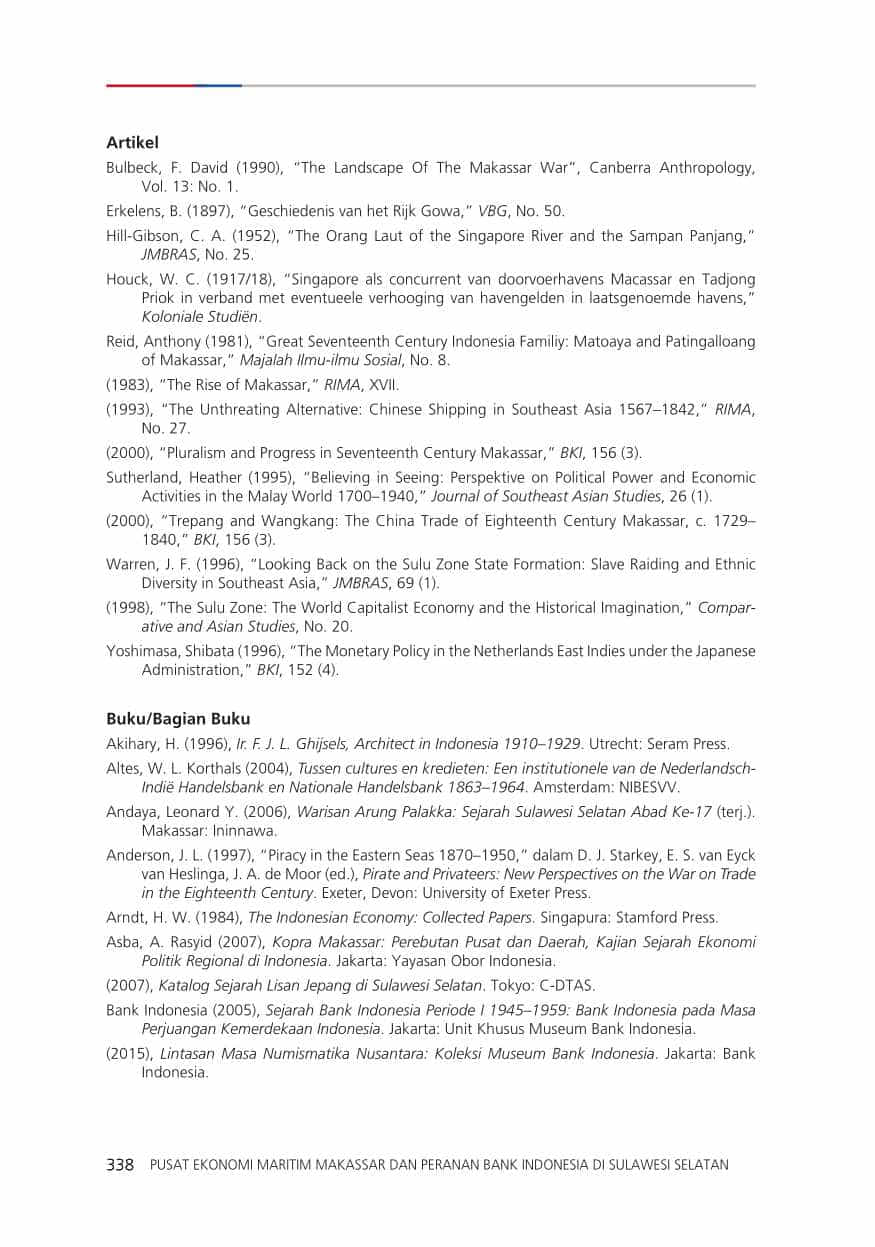 Artikel
Bulbeck, F. David (1990), “The Landscape Of The Makassar War”, Canberra Anthropology,
Vol. 13: No. 1.
Erkelens, B. (1897), “Geschiedenis van het Rijk Gowa,” VBG, No. 50.
Hill-Gibson, C. A. (1952), “The Orang Laut of the Singapore River and the Sampan Panjang,”
JMBRAS, No. 25.
Houck, W. C. (1917/18), “Singapore als concurrent van doorvoerhavens Macassar en Tadjong
Priok in verband met eventueele verhooging van havengelden in laatsgenoemde havens,”
Koloniale Studiën.
Reid, Anthony (1981), “Great Seventeenth Century Indonesia Familiy: Matoaya and Patingalloang
of Makassar,” Majalah Ilmu-ilmu Sosial, No. 8.
(1983), “The Rise of Makassar,” RIMA, XVII.
(1993), “The Unthreating Alternative: Chinese Shipping in Southeast Asia 1567–1842,” RIMA,
No. 27.
(2000), “Pluralism and Progress in Seventeenth Century Makassar,” BKI, 156 (3).
Sutherland, Heather (1995), “Believing in Seeing: Perspektive on Political Power and Economic
Activities in the Malay World 1700–1940,” Journal of Southeast Asian Studies, 26 (1).
(2000), “Trepang and Wangkang: The China Trade of Eighteenth Century Makassar, c. 1729–
1840,” BKI, 156 (3).
Warren, J. F. (1996), “Looking Back on the Sulu Zone State Formation: Slave Raiding and Ethnic
Diversity in Southeast Asia,” JMBRAS, 69 (1).
(1998), “The Sulu Zone: The World Capitalist Economy and the Historical Imagination,” Compar-
ative and Asian Studies, No. 20.
Yoshimasa, Shibata (1996), “The Monetary Policy in the Netherlands East Indies under the Japanese
Administration,” BKI, 152 (4).
Buku/Bagian Buku
Akihary, H. (1996), Ir. F. J. L. Ghijsels, Architect in Indonesia 1910–1929. Utrecht: Seram Press.
Altes, W. L. Korthals (2004), Tussen cultures en kredieten: Een institutionele van de Nederlandsch-
Indië Handelsbank en Nationale Handelsbank 1863–1964. Amsterdam: NIBESVV.
Andaya, Leonard Y. (2006), Warisan Arung Palakka: Sejarah Sulawesi Selatan Abad Ke-17 (terj.).
Makassar: Ininnawa.
Anderson, J. L. (1997), “Piracy in the Eastern Seas 1870–1950,” dalam D. J. Starkey, E. S. van Eyck
van Heslinga, J. A. de Moor (ed.), Pirate and Privateers: New Perspectives on the War on Trade
in the Eighteenth Century. Exeter, Devon: University of Exeter Press.
Arndt, H. W. (1984), The Indonesian Economy: Collected Papers. Singapura: Stamford Press.
Asba, A. Rasyid (2007), Kopra Makassar: Perebutan Pusat dan Daerah, Kajian Sejarah Ekonomi
Politik Regional di Indonesia. Jakarta: Yayasan Obor Indonesia.
(2007), Katalog Sejarah Lisan Jepang di Sulawesi Selatan. Tokyo: C-DTAS.
Bank Indonesia (2005), Sejarah Bank Indonesia Periode I 1945–1959: Bank Indonesia pada Masa
Perjuangan Kemerdekaan Indonesia. Jakarta: Unit Khusus Museum Bank Indonesia.
(2015), Lintasan Masa Numismatika Nusantara: Koleksi Museum Bank Indonesia. Jakarta: Bank
Indonesia.
338 PUSAT EKONOMI MARITIM MAKASSAR DAN PERANAN BANK INDONESIA DI SULAWESI SELATAN